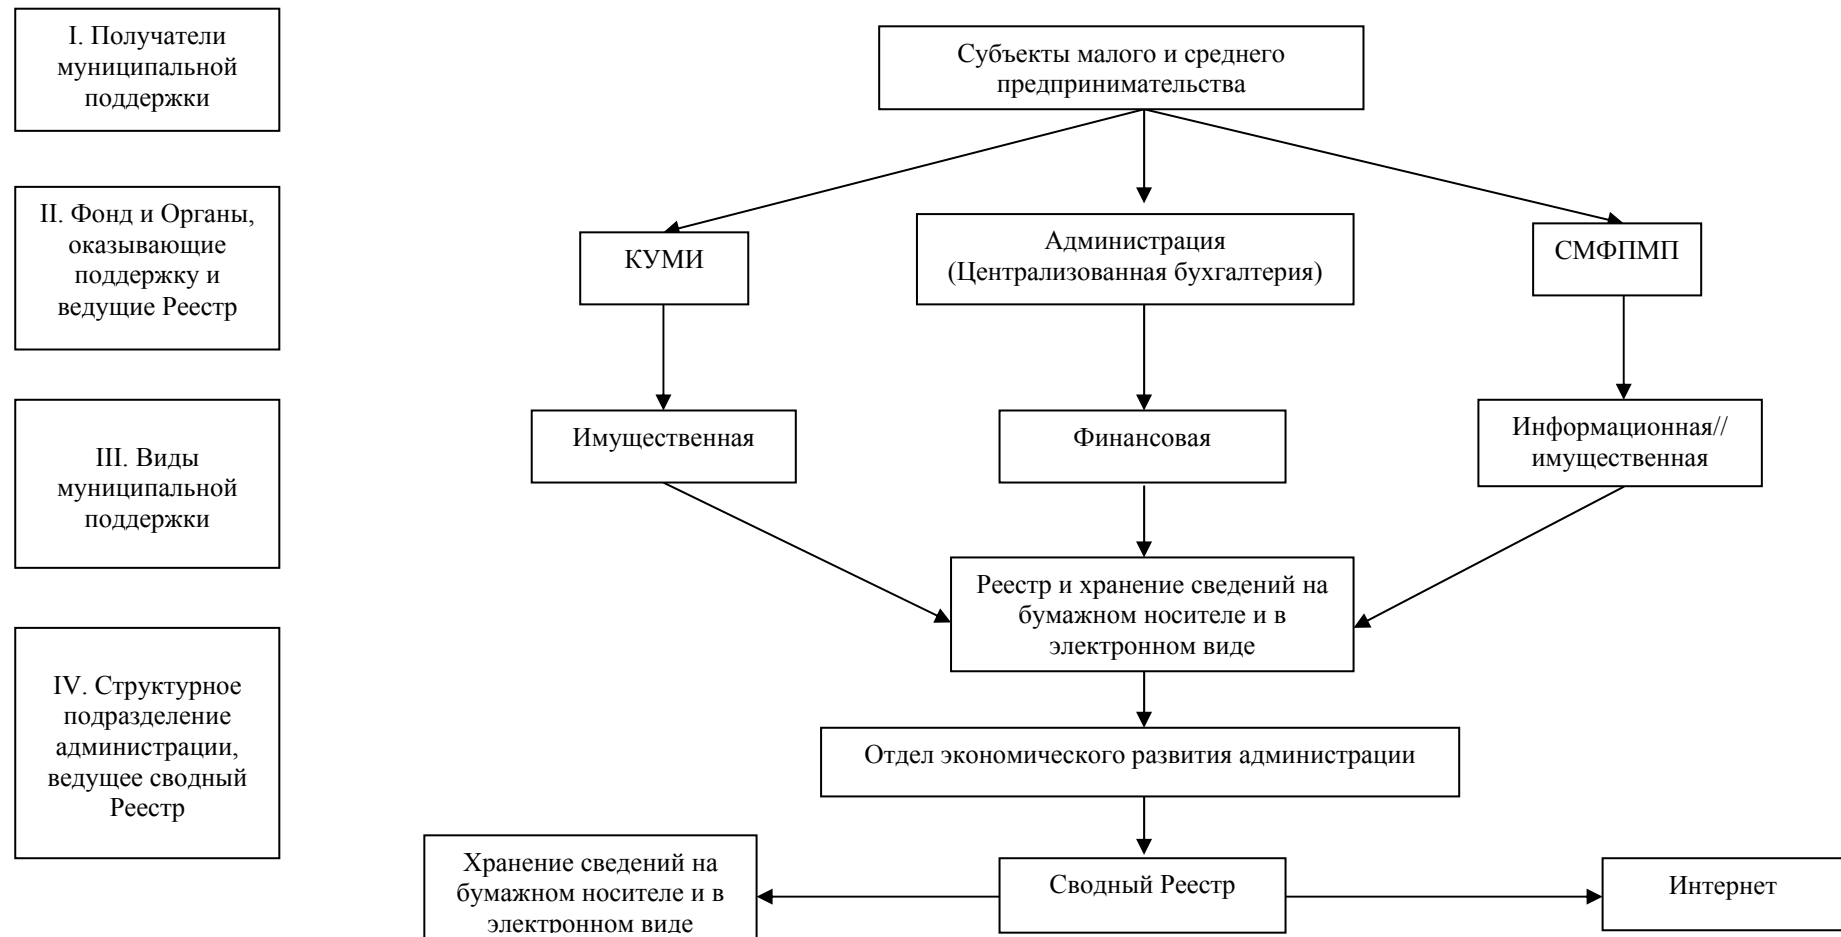 I. Получатели
муниципальной
поддержки
Субъекты малого и среднего
предпринимательства
II. Фонд и Органы,
оказывающие
поддержку и
ведущие Реестр
КУМИ
Администрация
(Централизованная бухгалтерия)
СМФПМП
III. Виды
муниципальной
поддержки
Имущественная
Финансовая
Информационная//
имущественная
Реестр и хранение сведений на
бумажном носителе и в
электронном виде
IV. Структурное
подразделение
администрации,
ведущее сводный
Реестр
Отдел экономического развития администрации
Хранение сведений на
бумажном носителе и в
электронном виде
Сводный Реестр
Интернет